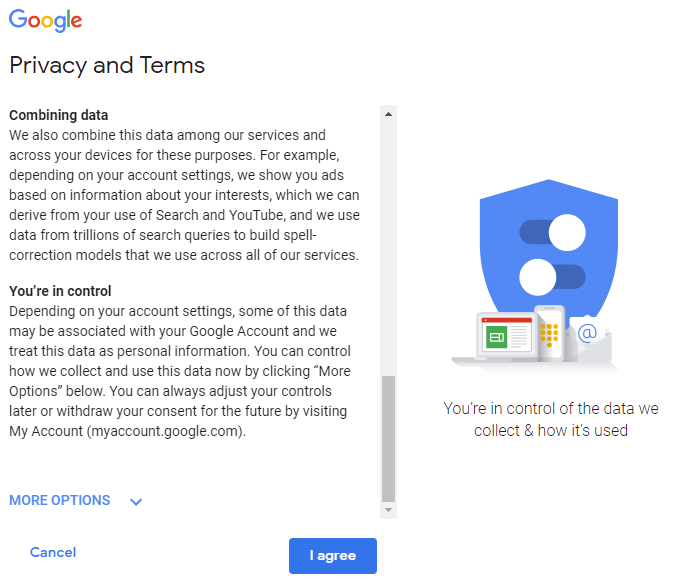 Google
Privacy and Terms
Combining data
We also combine this data among our services and
across your devices for these purposes. For example,
depending on your account settings, we show you ads
based on information about your interests, which we can
derive from your use of Search and YouTube, and we use
data from trillions of search queries to build spell-
correction models that we use across all of our services.
You’re in control
Depending on your account settings, some of this data
may be associated with your Google Account and we
treat this data as personal information. You can control
how we collect and use this data now by clicking “More
Options” below. You can always adjust your controls
later or withdraw your consent for the future by visiting
My Account (myaccount.google.com).
MORE OPTIONS
Cancel
I agree
@
You’re in control of the data we
collect & how it’s used